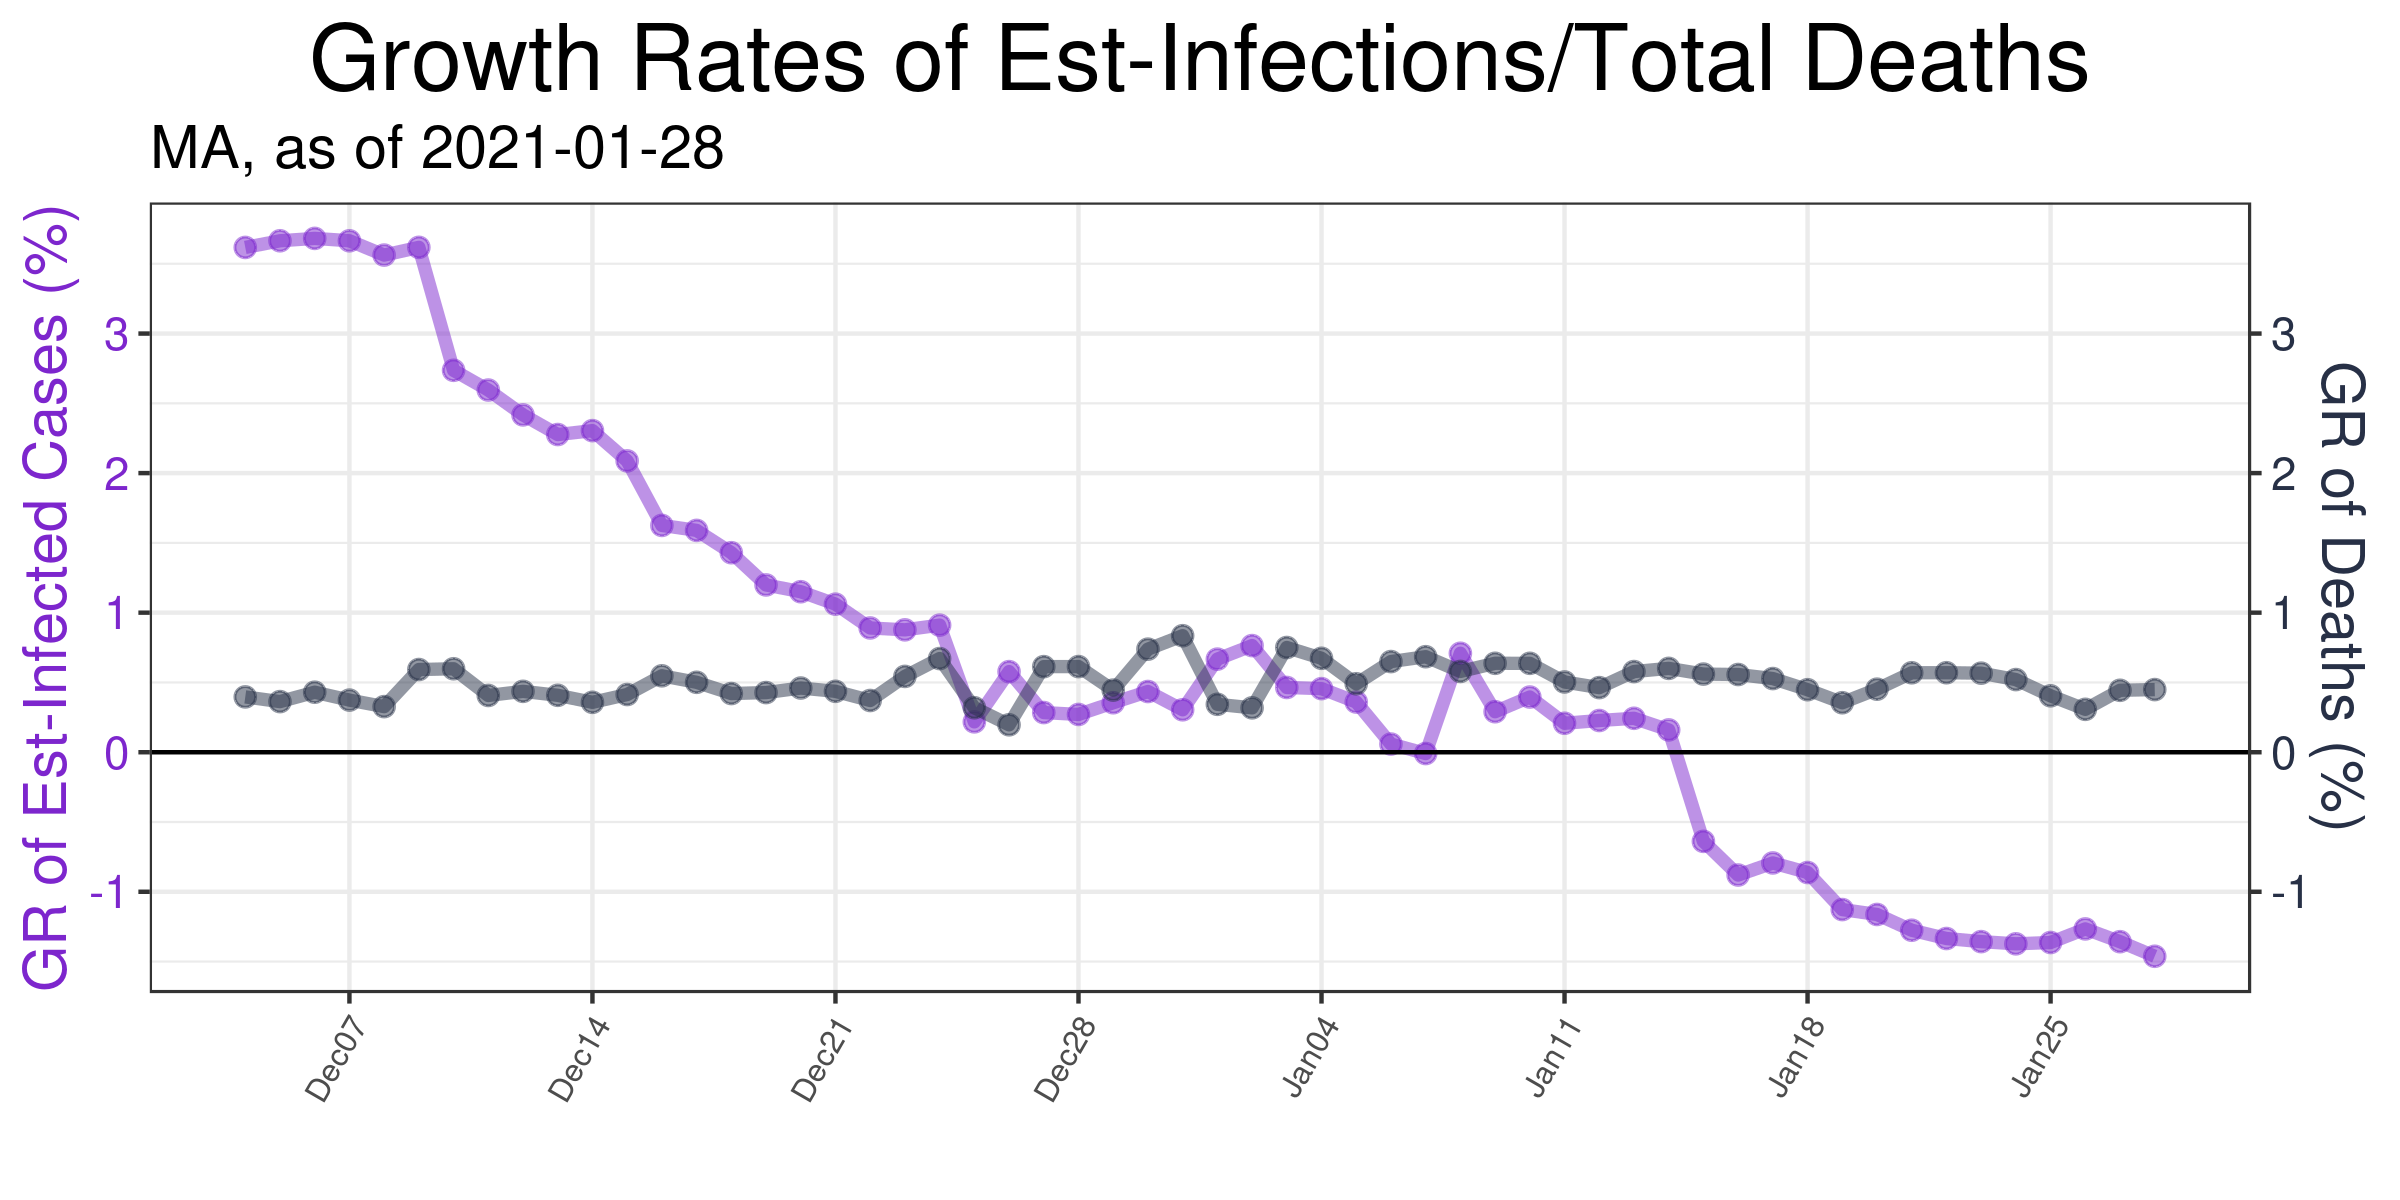 Growth Rates of Est-Infections/Total Deaths
MA, as of 2021-01-28
GR of Est-Infected Cases (%)
3
2
1
0
-1
3
2
1
0
-1
GR of Deaths (%)
Dec07
Dec14
Dec21
Dec28
Jan04
Jan11
Jan18
Jan25